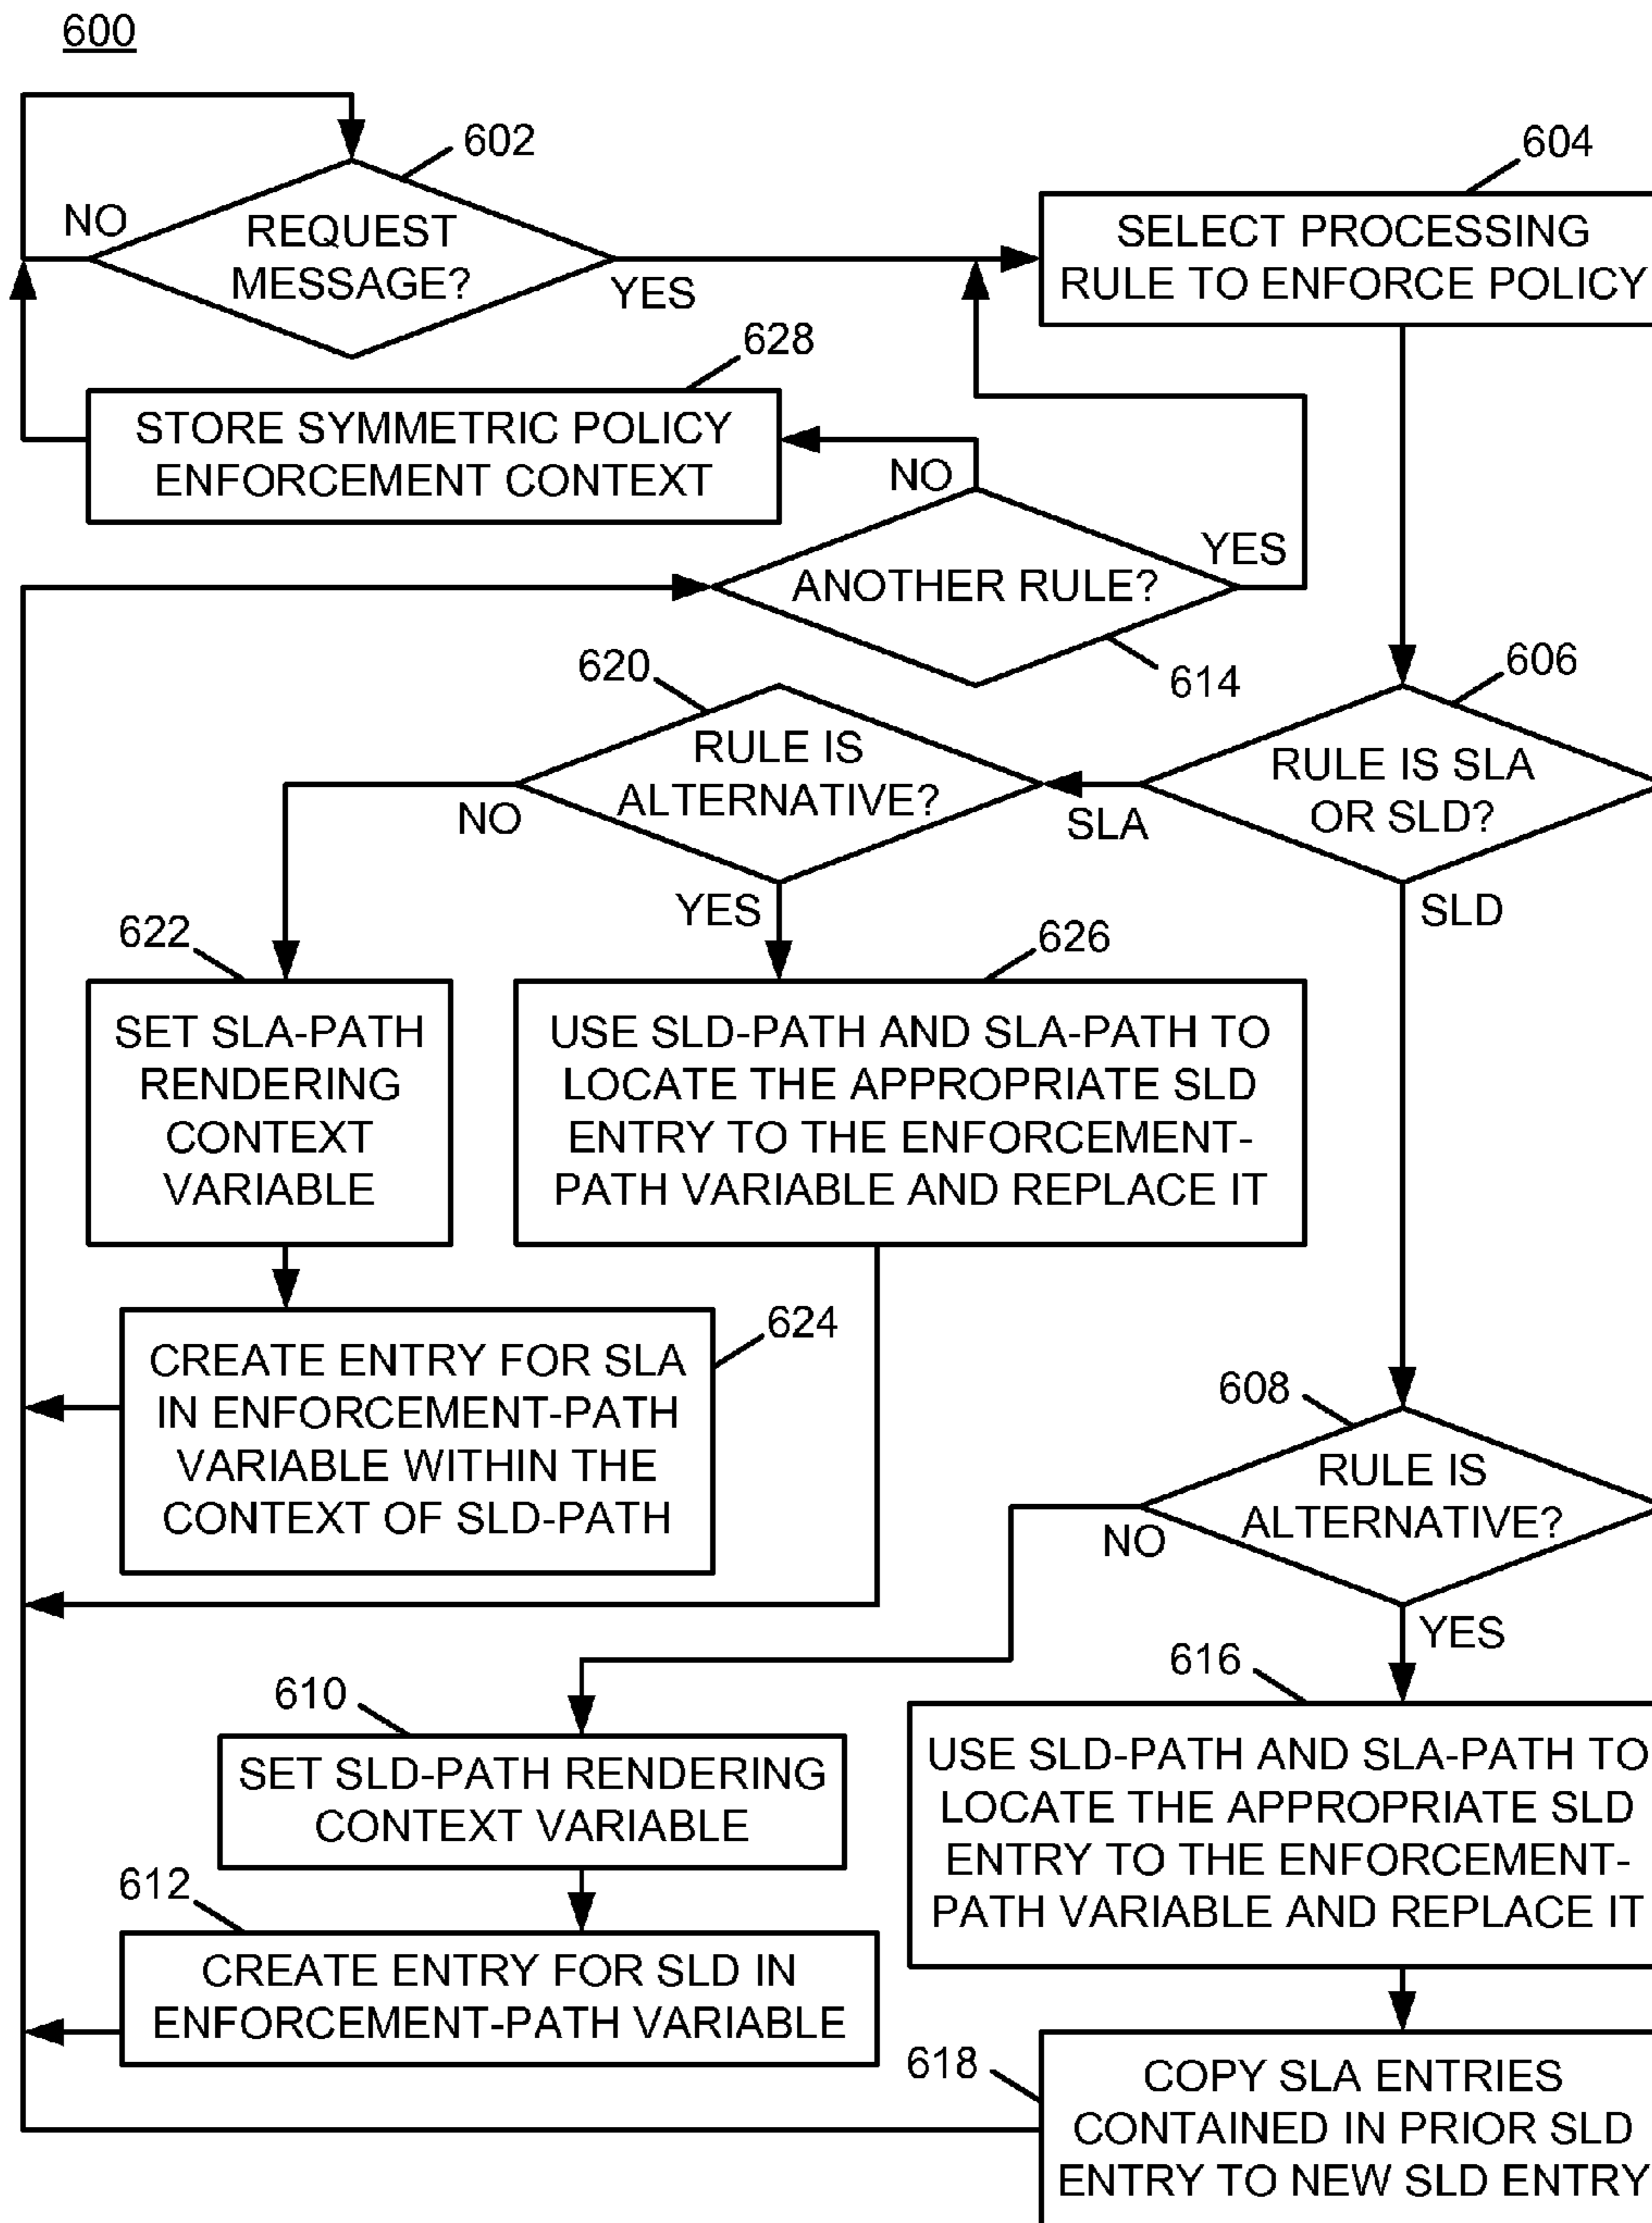 600
602
REQUEST
MESSAGE?
NO
YES
604
SELECT PROCESSING
RULE TO ENFORCE POLICY
628
STORE SYMMETRIC POLICY
ENFORCEMENT CONTEXT
NO
YES
ANOTHER RULE?
614
620
RULE IS
ALTERNATIVE?
NO
YES
606
RULE IS SLA
OR SLD?
SLA
SLD
622
SET SLA-PATH
RENDERING
CONTEXT
VARIABLE
626
USE SLD-PATH AND SLA-PATH TO
LOCATE THE APPROPRIATE SLD
ENTRY TO THE ENFORCEMENT-
PATH VARIABLE AND REPLACE IT
624
CREATE ENTRY FOR SLA
IN ENFORCEMENT-PATH
VARIABLE WITHIN THE
CONTEXT OF SLD-PATH
608
RULE IS
ALTERNATIVE?
NO
YES
610
SET SLD-PATH RENDERING
CONTEXT VARIABLE
616
USE SLD-PATH AND SLA-PATH TO
LOCATE THE APPROPRIATE SLD
ENTRY TO THE ENFORCEMENT-
PATH VARIABLE AND REPLACE IT
612
CREATE ENTRY FOR SLD IN
ENFORCEMENT-PATH VARIABLE
618
COPY SLA ENTRIES
CONTAINED IN PRIOR SLD
ENTRY TO NEW SLD ENTRY